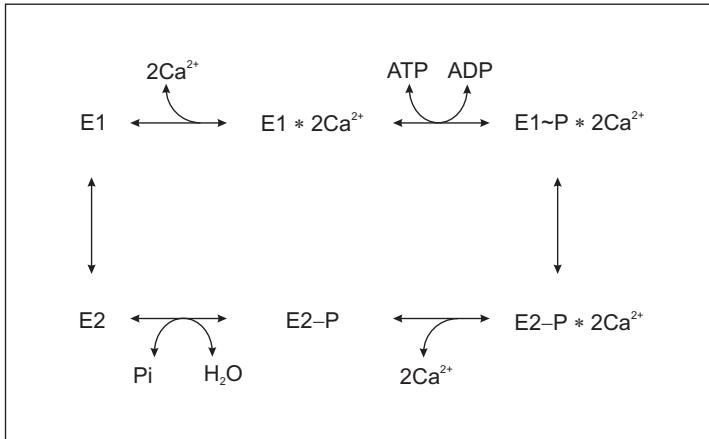 2Ca²⁺ ATP ADP
E1 E1 * 2Ca²⁺ E1~P * 2Ca²⁺
E2 E2–P E2–P * 2Ca²⁺
Pi H₂O 2Ca²⁺